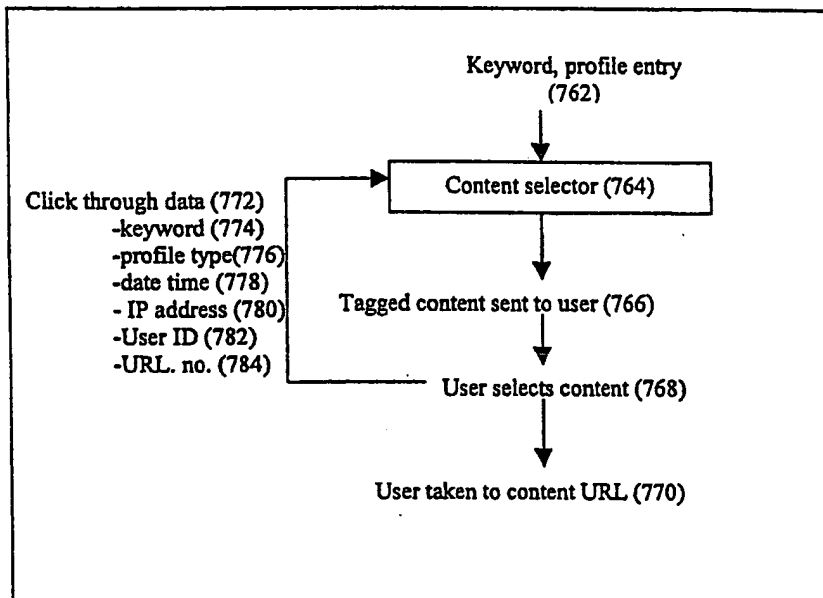 Keyword, profile entry
(762)
Content selector (764)
Click through data (772)
-keyword (774)
-profile type(776)
-date time (778)
- IP address (780)
-User ID (782)
-URL. no. (784)
Tagged content sent to user (766)
User selects content (768)
User taken to content URL (770)